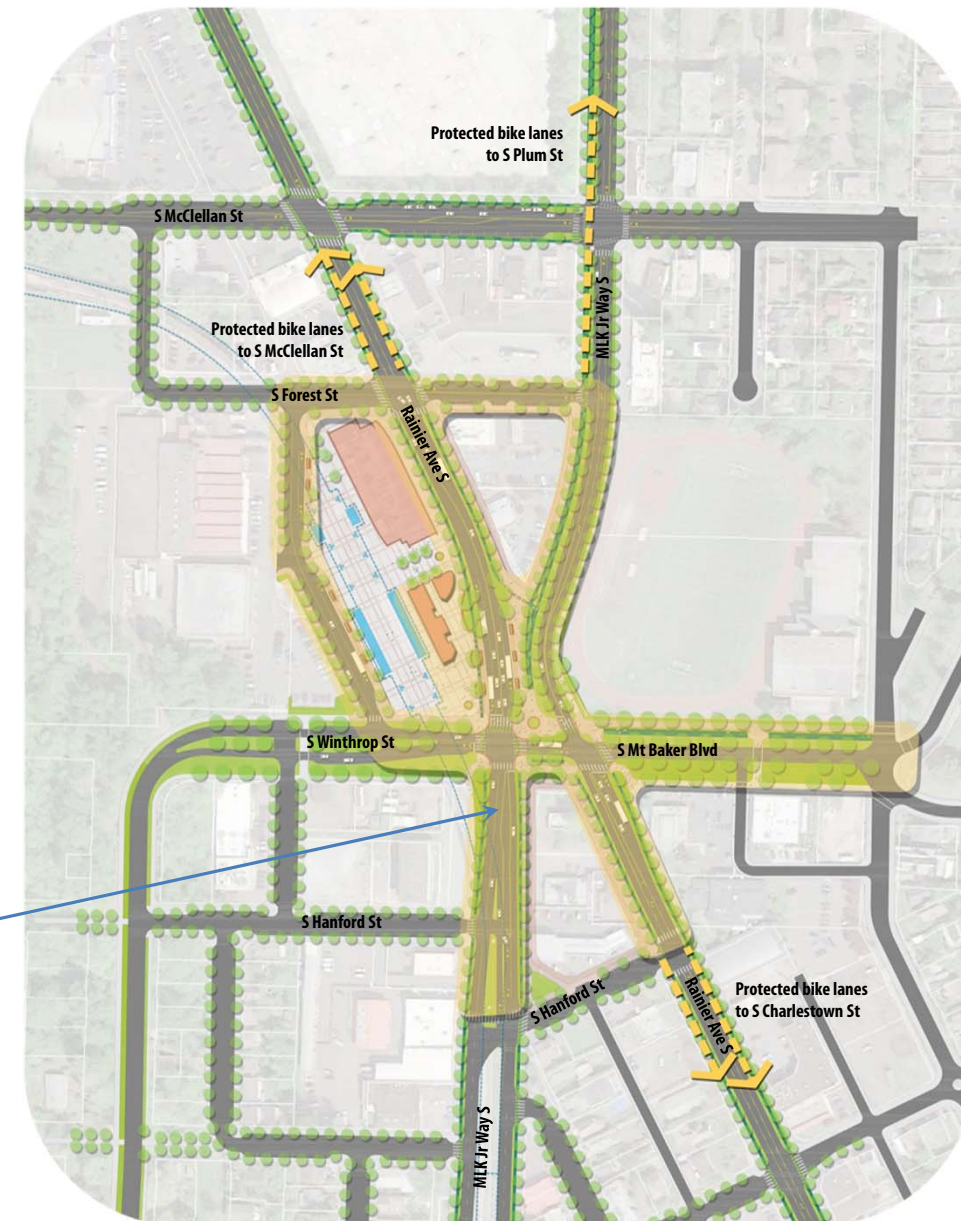 Protected bike lanes
to S Plum St
S McClellan St
MLK Jr Way S
Protected bike lanes
to S McClellan St
S Forest St
Rainier Ave S
S Winthrop St
S Mt Baker Blvd
S Hanford St
S Hanford St
Rainier Ave S
Protected bike lanes
to S Charlestown St
MLK Jr Way S